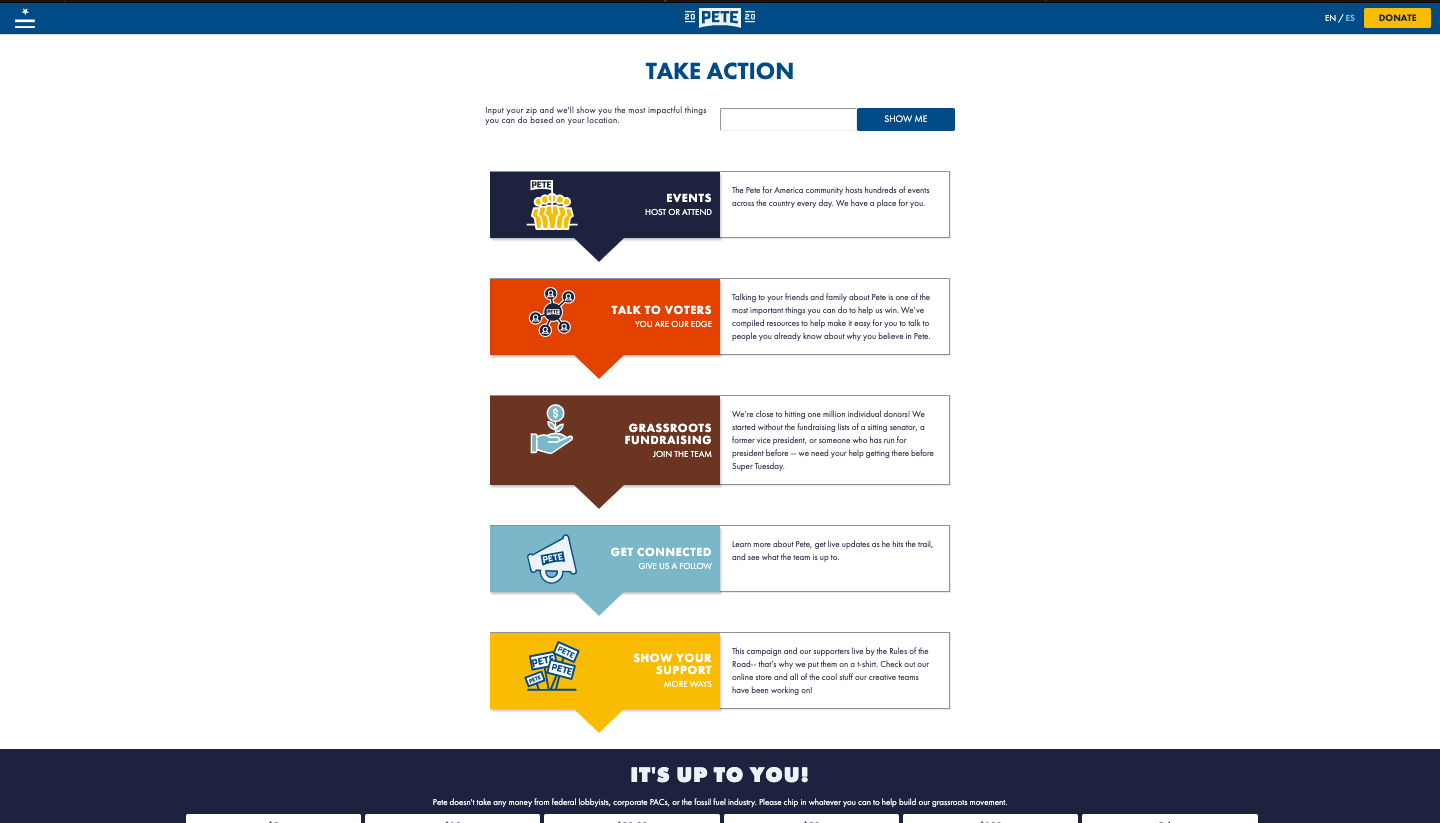 20 PETE 20
EN / ES
DONATE
TAKE ACTION
Input your zip and we'll show you the most impactful things
you can do based on your location.
SHOW ME
PETE
EVENTS
HOST OR ATTEND
The Pete for America community hosts hundreds of events
across the country every day. We have a place for you.
PETE
TALK TO VOTERS
YOU ARE OUR EDGE
Talking to your friends and family about Pete is one of the
most important things you can do to help us win. We've
compiled resources to help make it easy for you to talk to
people you already know about why you believe in Pete.
$
GRASSROOTS
FUNDRAISING
JOIN THE TEAM
We're close to hitting one million individual donors! We
started without the fundraising lists of a sitting senator, a
former vice president, or someone who has run for
president before -- we need your help getting there before
Super Tuesday.
PETE
GET CONNECTED
GIVE US A FOLLOW
Learn more about Pete, get live updates as he hits the trail,
and see what the team is up to.
PETE
PETE
PETE
PETE
SHOW YOUR
SUPPORT
MORE WAYS
This campaign and our supporters live by the Rules of the
Road-- that's why we put them on a t-shirt. Check out our
online store and all of the cool stuff our creative teams
have been working on!
IT'S UP TO YOU!
Pete doesn't take any money from federal lobbyists, corporate PACs, or the fossil fuel industry. Please chip in whatever you can to help build our grassroots movement.